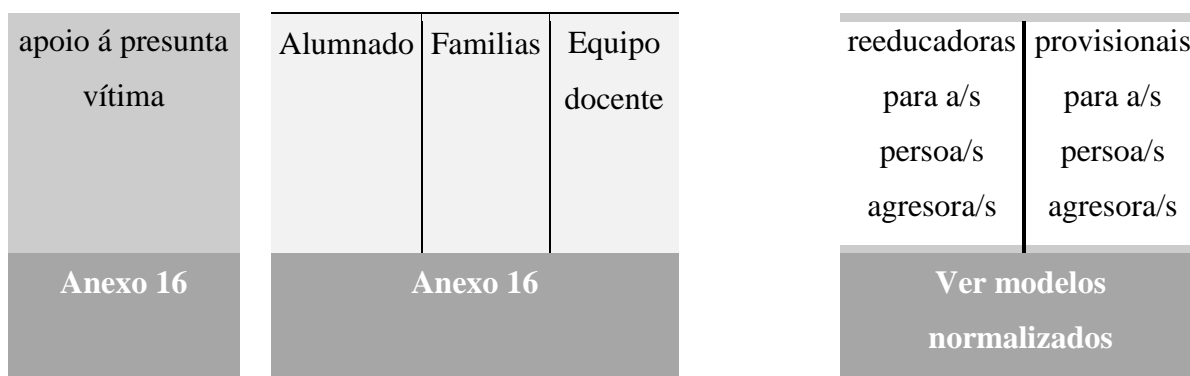 apoio á presunta
vítima
Anexo 16
Alumnado
Familias
Equipo
docente
Anexo 16
reeducadoras
para a/s
persoa/s
agresora/s
provisionais
para a/s
persoa/s
agresora/s
Ver modelos
normalizados